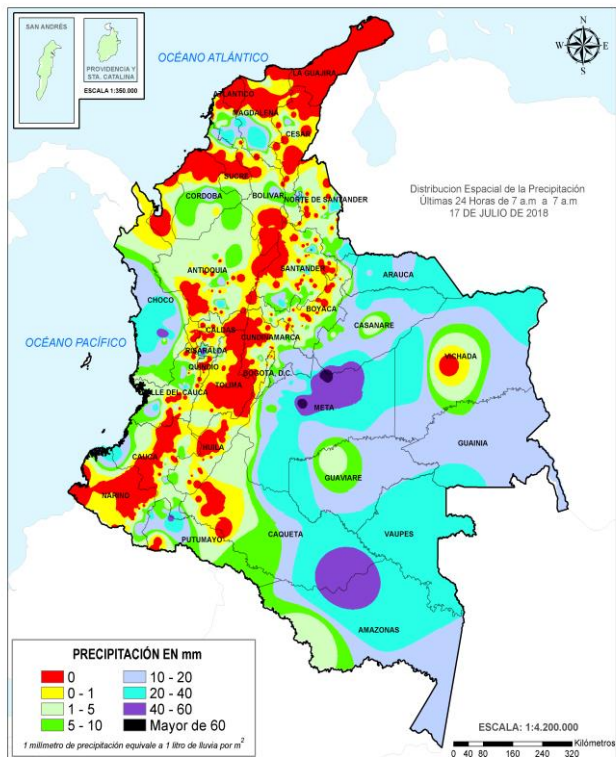 SAN ANDRÉS
PROVIDENCIA Y
STA. CATALINA
ESCALA 1:350.000
OCÉANO ATLÁNTICO
N
W
E
S
LA GUAJIRA
ATLANTICO
MAGDALENA
CESAR
SUCRE
CORDOBA
BOLIVAR
NORTE DE SANTANDER
Distribucion Espacial de la Precipitación
Últimas 24 Horas de 7 a.m a 7 a.m
17 DE JULIO DE 2018
ANTIOQUIA
SANTANDER
ARAUCA
CHOCO
BOYACA
CASANARE
OCÉANO PACÍFICO
CALDAS
CUNDINAMARCA
VICHADA
RISARALDA
QUINDIO
BOGOTA, D.C.
TOLIMA
VALLE DEL CAUCA
META
GUAINIA
HUILA
CAUCA
GUAVIARE
NARIÑO
CAQUETA
VAUPES
PUTUMAYO
AMAZONAS
PRECIPITACIÓN EN mm
0
10 - 20
0 - 1
20 - 40
1 - 5
40 - 60
5 - 10
Mayor de 60
1 milímetro de precipitación equivale a 1 litro de lluvia por m²
ESCALA: 1:4.200.000
Kilómetros
0 40 80 160 240 320